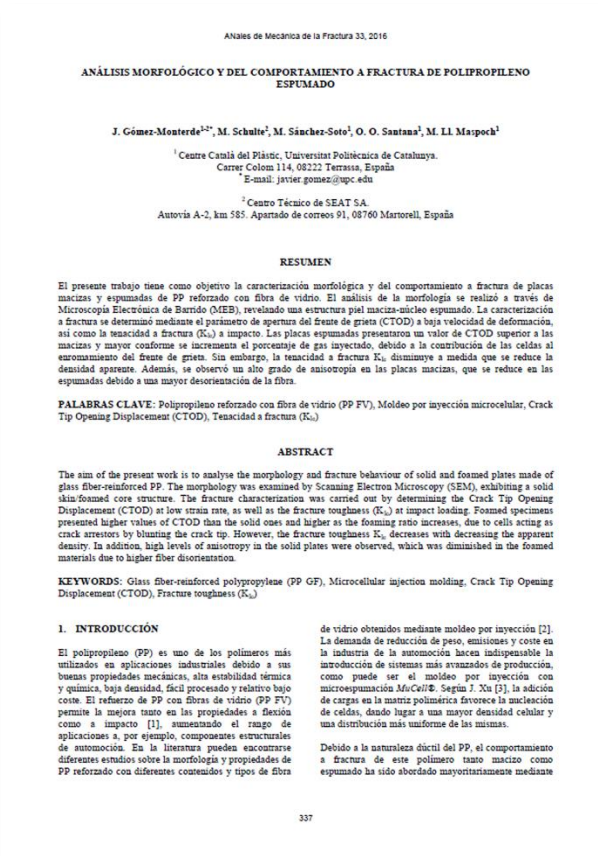 ANales de Mecánica de la Fractura 33, 2016
ANÁLISIS MORFOLÓGICO Y DEL COMPORTAMIENTO A FRACTURA DE POLIPROPILENO
ESPUMADO
J. Gómez-Monterde1-2*, M. Schulte2, M. Sánchez-Soto1, O. O. Santana1, M. Ll. Maspoch1
1 Centre Català del Plàstic, Universitat Politècnica de Catalunya.
Carrer Colom 114, 08222 Terrassa, España
* E-mail: javier.gomez@upc.edu
2 Centro Técnico de SEAT SA.
Autovía A-2, km 585. Apartado de correos 91, 08760 Martorell, España
RESUMEN
El presente trabajo tiene como objetivo la caracterización morfológica y del comportamiento a fractura de placas
macizas y espumadas de PP reforzado con fibra de vidrio. El análisis de la morfología se realizó a través de
Microscopía Electrónica de Barrido (MEB), revelando una estructura piel maciza-núcleo espumado. La caracterización
a fractura se determinó mediante el parámetro de apertura del frente de grieta (CTOD) a baja velocidad de deformación,
así como la tenacidad a fractura (KIc) a impacto. Las placas espumadas presentaron un valor de CTOD superior a las
macizas y mayor conforme se incrementa el porcentaje de gas inyectado, debido a la contribución de las celdas al
enromamiento del frente de grieta. Sin embargo, la tenacidad a fractura KIc disminuye a medida que se reduce la
densidad aparente. Además, se observó un alto grado de anisotropía en las placas macizas, que se reduce en las
espumadas debido a una mayor desorientación de la fibra.
PALABRAS CLAVE: Polipropileno reforzado con fibra de vidrio (PP FV), Moldeo por inyección microcelular, Crack
Tip Opening Displacement (CTOD), Tenacidad a fractura (KIc)
ABSTRACT
The aim of the present work is to analyse the morphology and fracture behaviour of solid and foamed plates made of
glass fiber-reinforced PP. The morphology was examined by Scanning Electron Microscopy (SEM), exhibiting a solid
skin/foamed core structure. The fracture characterization was carried out by determining the Crack Tip Opening
Displacement (CTOD) at low strain rate, as well as the fracture toughness (KIc) at impact loading. Foamed specimens
presented higher values of CTOD than the solid ones and higher as the foaming ratio increases, due to cells acting as
crack arrestors by blunting the crack tip. However, the fracture toughness KIc decreases with decreasing the apparent
density. In addition, high levels of anisotropy in the solid plates were observed, which was diminished in the foamed
materials due to higher fiber disorientation.
KEYWORDS: Glass fiber-reinforced polypropylene (PP GF), Microcellular injection molding, Crack Tip Opening
Displacement (CTOD), Fracture toughness (KIc)
1. INTRODUCCIÓN
El polipropileno (PP) es uno de los polímeros más
utilizados en aplicaciones industriales debido a sus
buenas propiedades mecánicas, alta estabilidad térmica
y química, baja densidad, fácil procesado y relativo bajo
coste. El refuerzo de PP con fibras de vidrio (PP FV)
permite la mejora tanto en las propiedades a flexión
como a impacto [1], aumentando el rango de
aplicaciones a, por ejemplo, componentes estructurales
de automoción. En la literatura pueden encontrarse
diferentes estudios sobre la morfología y propiedades de
PP reforzado con diferentes contenidos y tipos de fibra
de vidrio obtenidos mediante moldeo por inyección [2].
La demanda de reducción de peso, emisiones y coste en
la industria de la automoción hacen indispensable la
introducción de sistemas más avanzados de producción,
como puede ser el moldeo por inyección con
microespumación MuCell®. Según J. Xu [3], la adición
de cargas en la matriz polimérica favorece la nucleación
de celdas, dando lugar a una mayor densidad celular y
una distribución más uniforme de las mismas.
Debido a la naturaleza dúctil del PP, el comportamiento
a fractura de este polímero tanto macizo como
espumado ha sido abordado mayoritariamente mediante
337